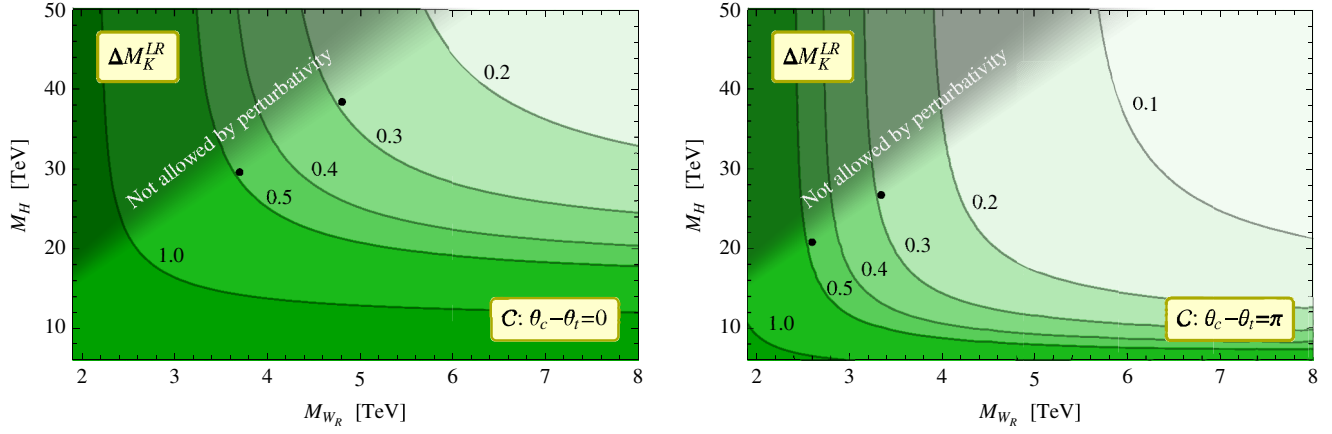 50
40
30
20
10
M_H [TeV]
ΔM_K^{LR}
Not allowed by perturbativity
0.2
0.3
0.4
0.5
1.0
C: θ_c−θ_t=0
2 3 4 5 6 7 8
M_{W_R} [TeV]
50
40
30
20
10
M_H [TeV]
ΔM_K^{LR}
Not allowed by perturbativity
0.1
0.2
0.3
0.4
0.5
1.0
C: θ_c−θ_t=π
2 3 4 5 6 7 8
M_{W_R} [TeV]